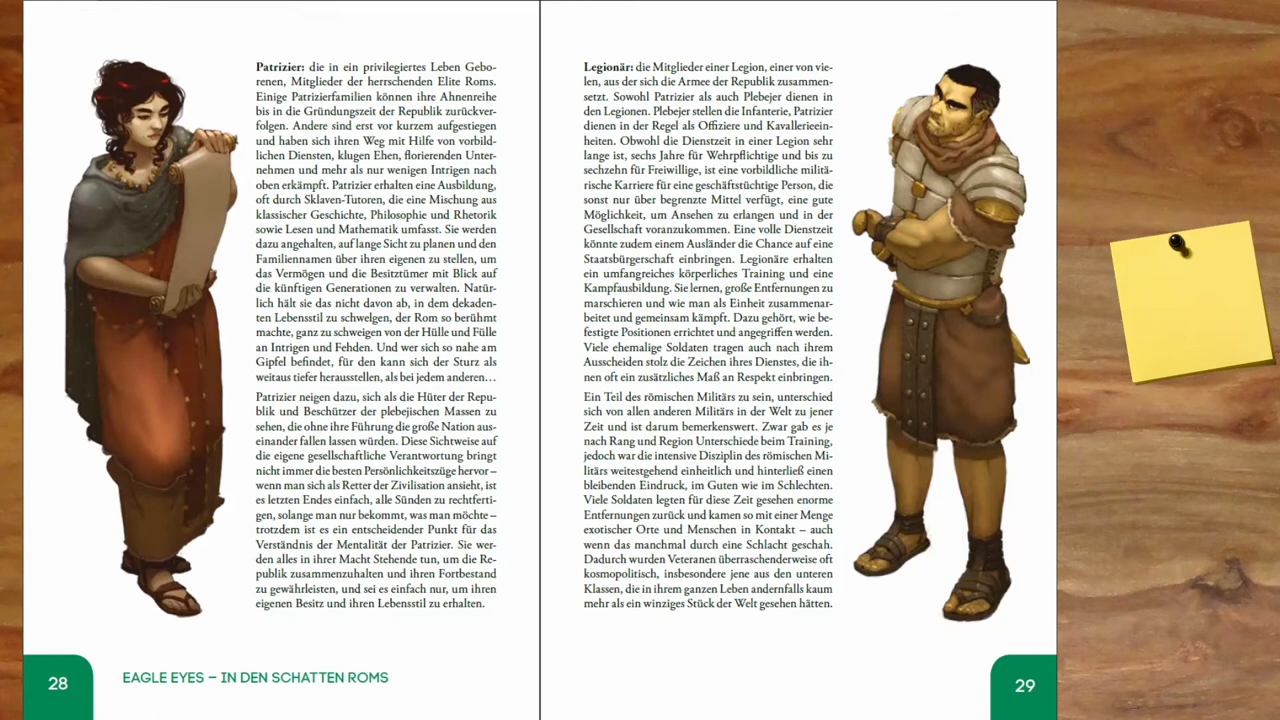 Patrizier: die in ein privilegiertes Leben Gebo-
renen, Mitglieder der herrschenden Elite Roms.
Einige Patrizierfamilien können ihre Ahnenreihe
bis in die Gründungszeit der Republik zurückver-
folgen. Andere sind erst vor kurzem aufgestiegen
und haben sich ihren Weg mit Hilfe von vorbild-
lichen Diensten, klugen Ehen, florierenden Unter-
nehmen und mehr als nur wenigen Intrigen nach
oben erkämpft. Patrizier erhalten eine Ausbildung,
oft durch Sklaven-Tutoren, die eine Mischung aus
klassischer Geschichte, Philosophie und Rhetorik
sowie Lesen und Mathematik umfasst. Sie werden
dazu angehalten, auf lange Sicht zu planen und den
Familiennamen über ihren eigenen zu stellen, um
das Vermögen und die Besitztümer mit Blick auf
die künftigen Generationen zu verwalten. Natür-
lich hält sie das nicht davon ab, in dem dekaden-
ten Lebensstil zu schwelgen, der Rom so berühmt
machte, ganz zu schweigen von der Hülle und Fülle
an Intrigen und Fehden. Und wer sich so nahe am
Gipfel befindet, für den kann sich der Sturz als
weitaus tiefer herausstellen, als bei jedem anderen…
Patrizier neigen dazu, sich als die Hüter der Repu-
blik und Beschützer der plebejischen Massen zu
sehen, die ohne ihre Führung die große Nation aus-
einander fallen lassen würden. Diese Sichtweise auf
die eigene gesellschaftliche Verantwortung bringt
nicht immer die besten Persönlichkeitszüge hervor –
wenn man sich als Retter der Zivilisation ansieht, ist
es letzten Endes einfach, alle Sünden zu rechtferti-
gen, solange man nur bekommt, was man möchte –
trotzdem ist es ein entscheidender Punkt für das
Verständnis der Mentalität der Patrizier. Sie wer-
den alles in ihrer Macht Stehende tun, um die Re-
publik zusammenzuhalten und ihren Fortbestand
zu gewährleisten, und sei es einfach nur, um ihren
eigenen Besitz und ihren Lebensstil zu erhalten.
28
EAGLE EYES – IN DEN SCHATTEN ROMS
Legionär: die Mitglieder einer Legion, einer von vie-
len, aus der sich die Armee der Republik zusammen-
setzt. Sowohl Patrizier als auch Plebejer dienen in
den Legionen. Plebejer stellen die Infanterie, Patrizier
dienen in der Regel als Offiziere und Kavallerieein-
heiten. Obwohl die Dienstzeit in einer Legion sehr
lange ist, sechs Jahre für Wehrpflichtige und bis zu
sechzehn für Freiwillige, ist eine vorbildliche militä-
rische Karriere für eine geschäftstüchtige Person, die
sonst nur über begrenzte Mittel verfügt, eine gute
Möglichkeit, um Ansehen zu erlangen und in der
Gesellschaft voranzukommen. Eine volle Dienstzeit
könnte zudem einem Ausländer die Chance auf eine
Staatsbürgerschaft einbringen. Legionäre erhalten
ein umfangreiches körperliches Training und eine
Kampfausbildung. Sie lernen, große Entfernungen zu
marschieren und wie man als Einheit zusammenar-
beitet und gemeinsam kämpft. Dazu gehört, wie be-
festigte Positionen errichtet und angegriffen werden.
Viele ehemalige Soldaten tragen auch nach ihrem
Ausscheiden stolz die Zeichen ihres Dienstes, die ih-
nen oft ein zusätzliches Maß an Respekt einbringen.
Ein Teil des römischen Militärs zu sein, unterschied
sich von allen anderen Militärs in der Welt zu jener
Zeit und ist darum bemerkenswert. Zwar gab es je
nach Rang und Region Unterschiede beim Training,
jedoch war die intensive Disziplin des römischen Mi-
litärs weitestgehend einheitlich und hinterließ einen
bleibenden Eindruck, im Guten wie im Schlechten.
Viele Soldaten legten für diese Zeit gesehen enorme
Entfernungen zurück und kamen so mit einer Menge
exotischer Orte und Menschen in Kontakt – auch
wenn das manchmal durch eine Schlacht geschah.
Dadurch wurden Veteranen überraschenderweise oft
kosmopolitisch, insbesondere jene aus den unteren
Klassen, die in ihrem ganzen Leben andernfalls kaum
mehr als ein winziges Stück der Welt gesehen hätten.
29